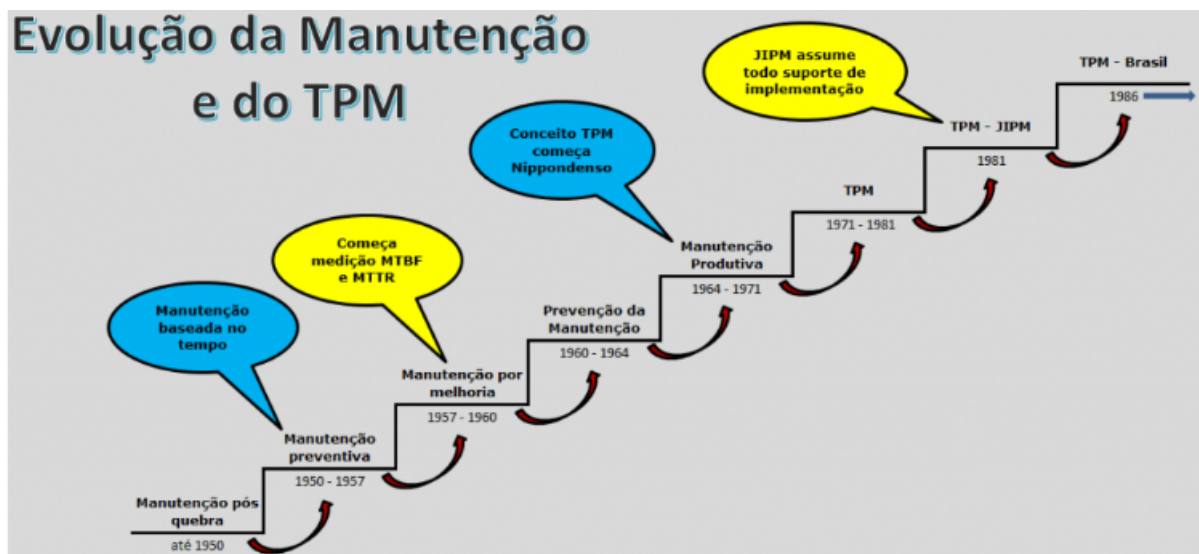 Evolução da Manutenção
e do TPM
JIPM assume
todo suporte de
implementação
TPM - Brasil
1986
Conceito TPM
começa
Nippondenso
TPM - JIPM
1981
TPM
1971 - 1981
Começa
medição MTBF
e MTTR
Manutenção
Produtiva
1964 - 1971
Manutenção
baseada no
tempo
Prevenção da
Manutenção
1960 - 1964
Manutenção por
melhoria
1957 - 1960
Manutenção
preventiva
1950 - 1957
Manutenção pós
quebra
até 1950